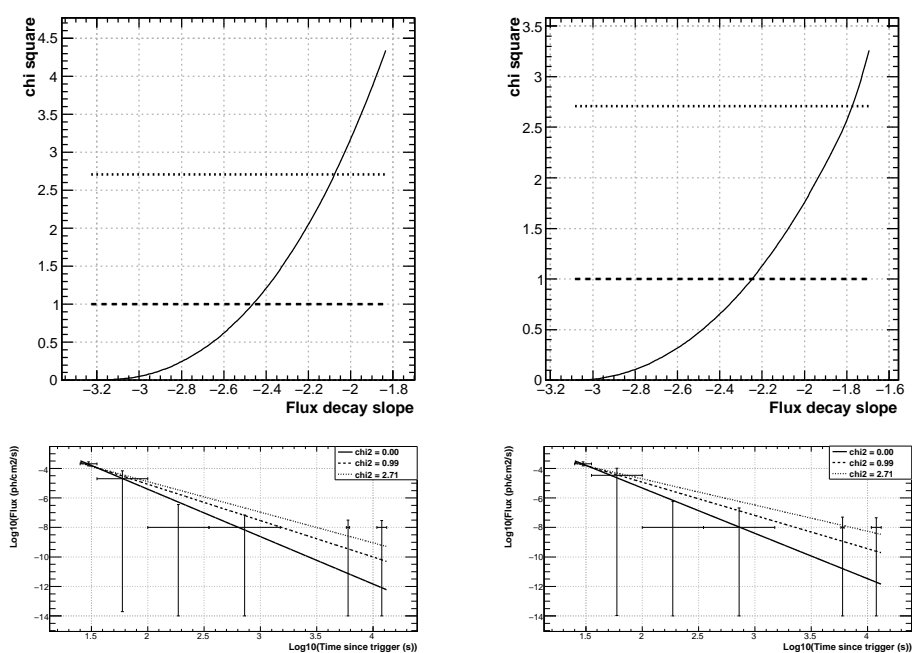 chi square
4.5
4
3.5
3
2.5
2
1.5
1
0.5
0
−3.2 −3 −2.8 −2.6 −2.4 −2.2 −2 −1.8
Flux decay slope
chi square
3.5
3
2.5
2
1.5
1
0.5
0
−3.2 −3 −2.8 −2.6 −2.4 −2.2 −2 −1.8 −1.6
Flux decay slope
Log10(Flux (ph/cm2/s))
−4
−6
−8
−10
−12
−14
chi2 = 0.00
chi2 = 0.99
chi2 = 2.71
1.5 2 2.5 3 3.5 4
Log10(Time since trigger (s))
Log10(Flux (ph/cm2/s))
−4
−6
−8
−10
−12
−14
chi2 = 0.00
chi2 = 0.99
chi2 = 2.71
1.5 2 2.5 3 3.5 4
Log10(Time since trigger (s))